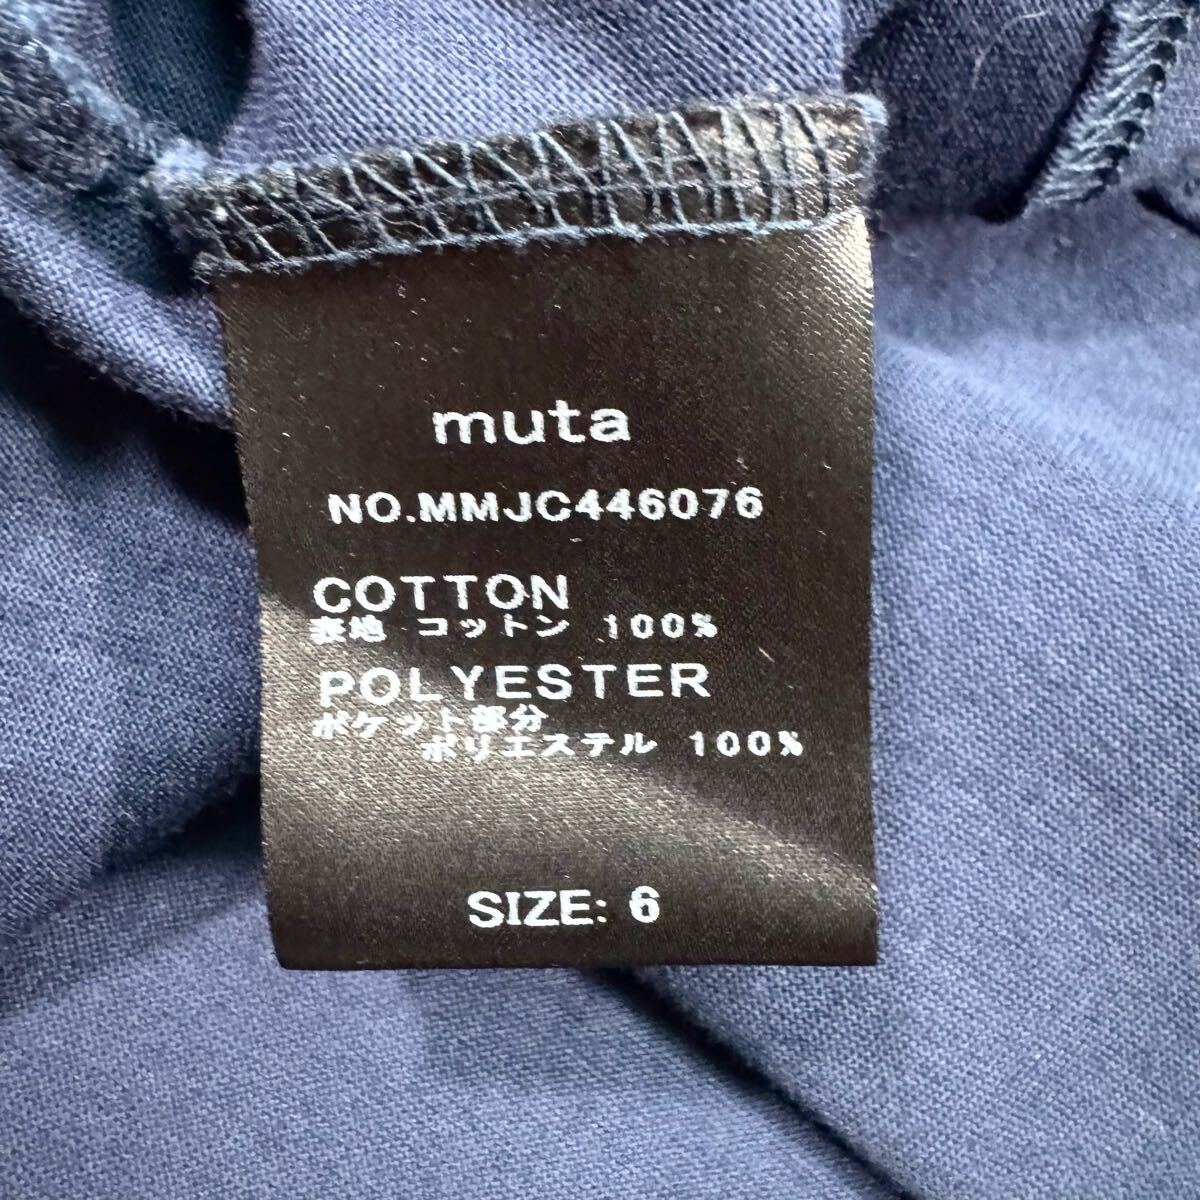 muta
NO.MMJC446076
COTTON
表地 コットン 100%
POLYESTER
ポケット部分
ポリエステル 100%
SIZE: 6